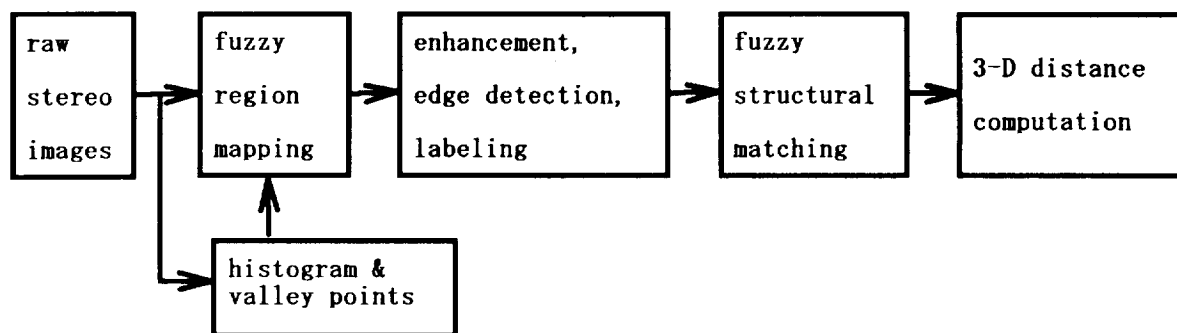 raw
stereo
images
fuzzy
region
mapping
enhancement,
edge detection,
labeling
fuzzy
structural
matching
3-D distance
computation
histogram &
valley points